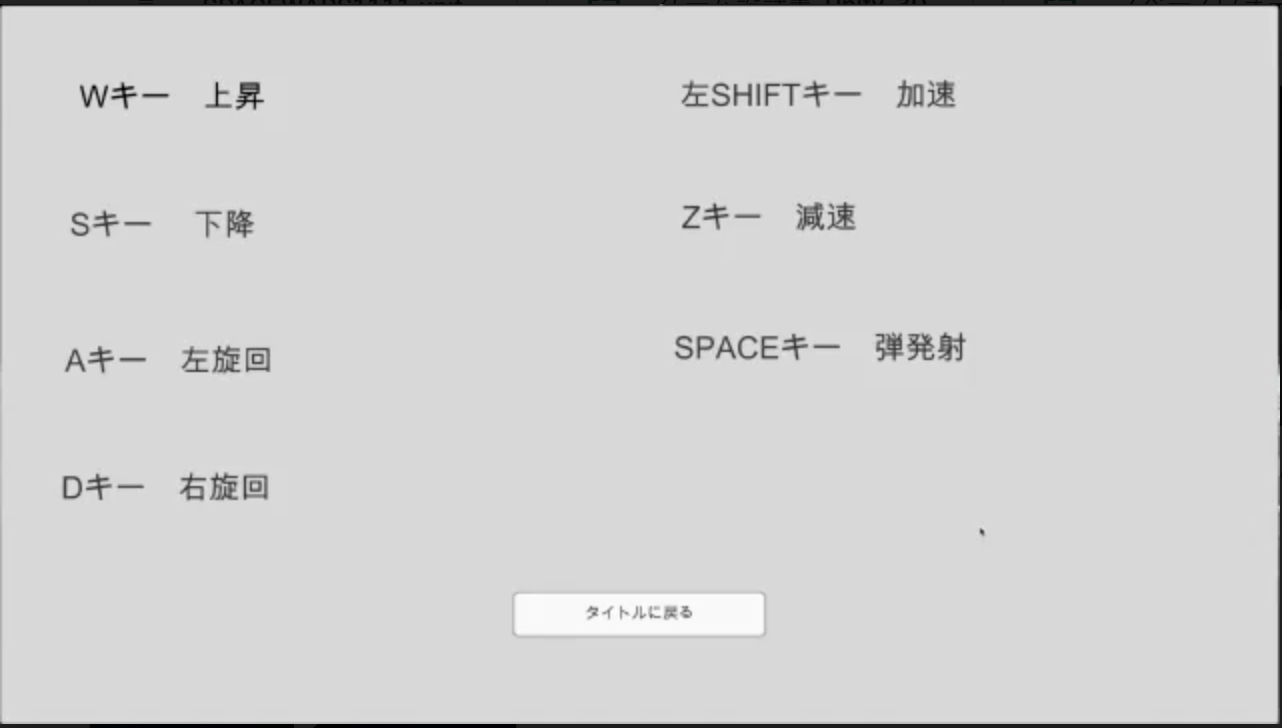 Wキー　上昇
Sキー　下降
Aキー　左旋回
Dキー　右旋回
左SHIFTキー　加速
Zキー　減速
SPACEキー　弾発射
タイトルに戻る